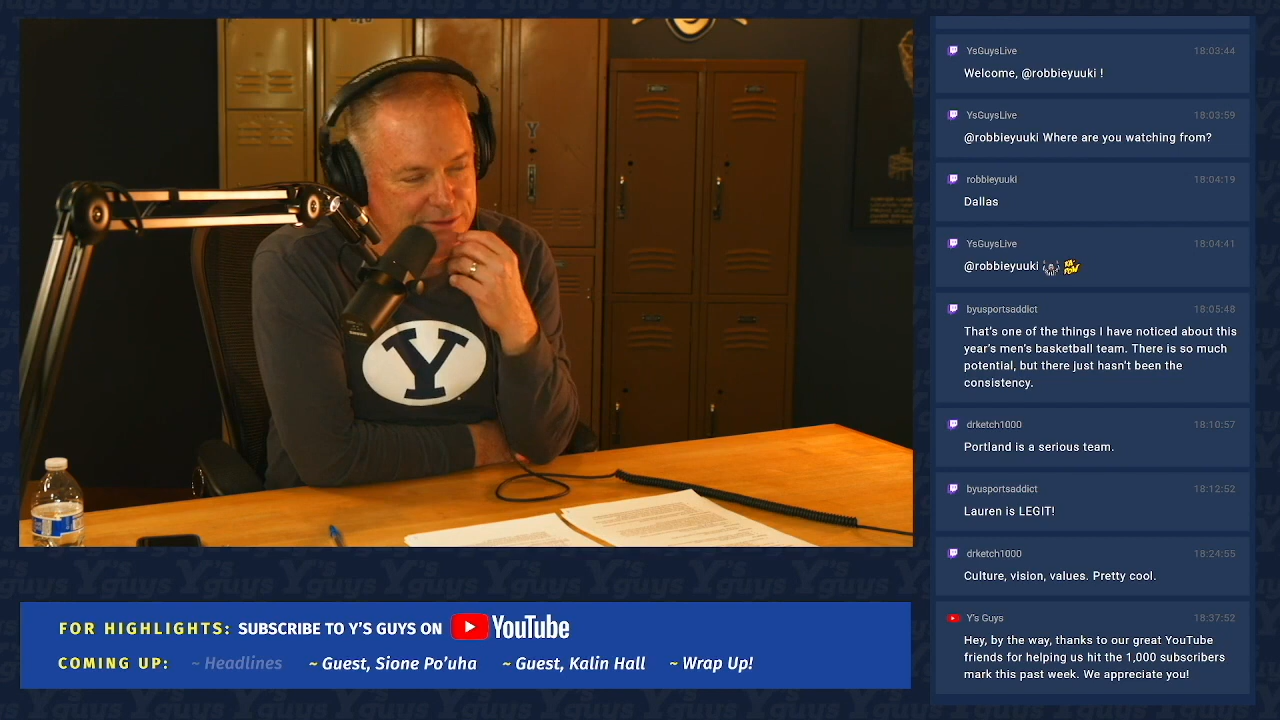 YsGuysLive 18:03:44
Welcome, @robbieyuuki !
YsGuysLive 18:03:59
@robbieyuuki Where are you watching from?
robbieyuuki 18:04:19
Dallas
YsGuysLive 18:04:41
@robbieyuuki
KA POW
byusportsaddict 18:05:48
That's one of the things I have noticed about this
year's men's basketball team. There is so much
potential, but there just hasn't been the
consistency.
drketch1000 18:10:57
Portland is a serious team.
byusportsaddict 18:12:52
Lauren is LEGIT!
drketch1000 18:24:55
Culture, vision, values. Pretty cool.
Y's Guys 18:37:52
Hey, by the way, thanks to our great YouTube
friends for helping us hit the 1,000 subscribers
mark this past week. We appreciate you!
Y
Y
FOR HIGHLIGHTS: SUBSCRIBE TO Y'S GUYS ON YouTube
COMING UP: ~ Headlines ~ Guest, Sione Po'uha ~ Guest, Kalin Hall ~ Wrap Up!